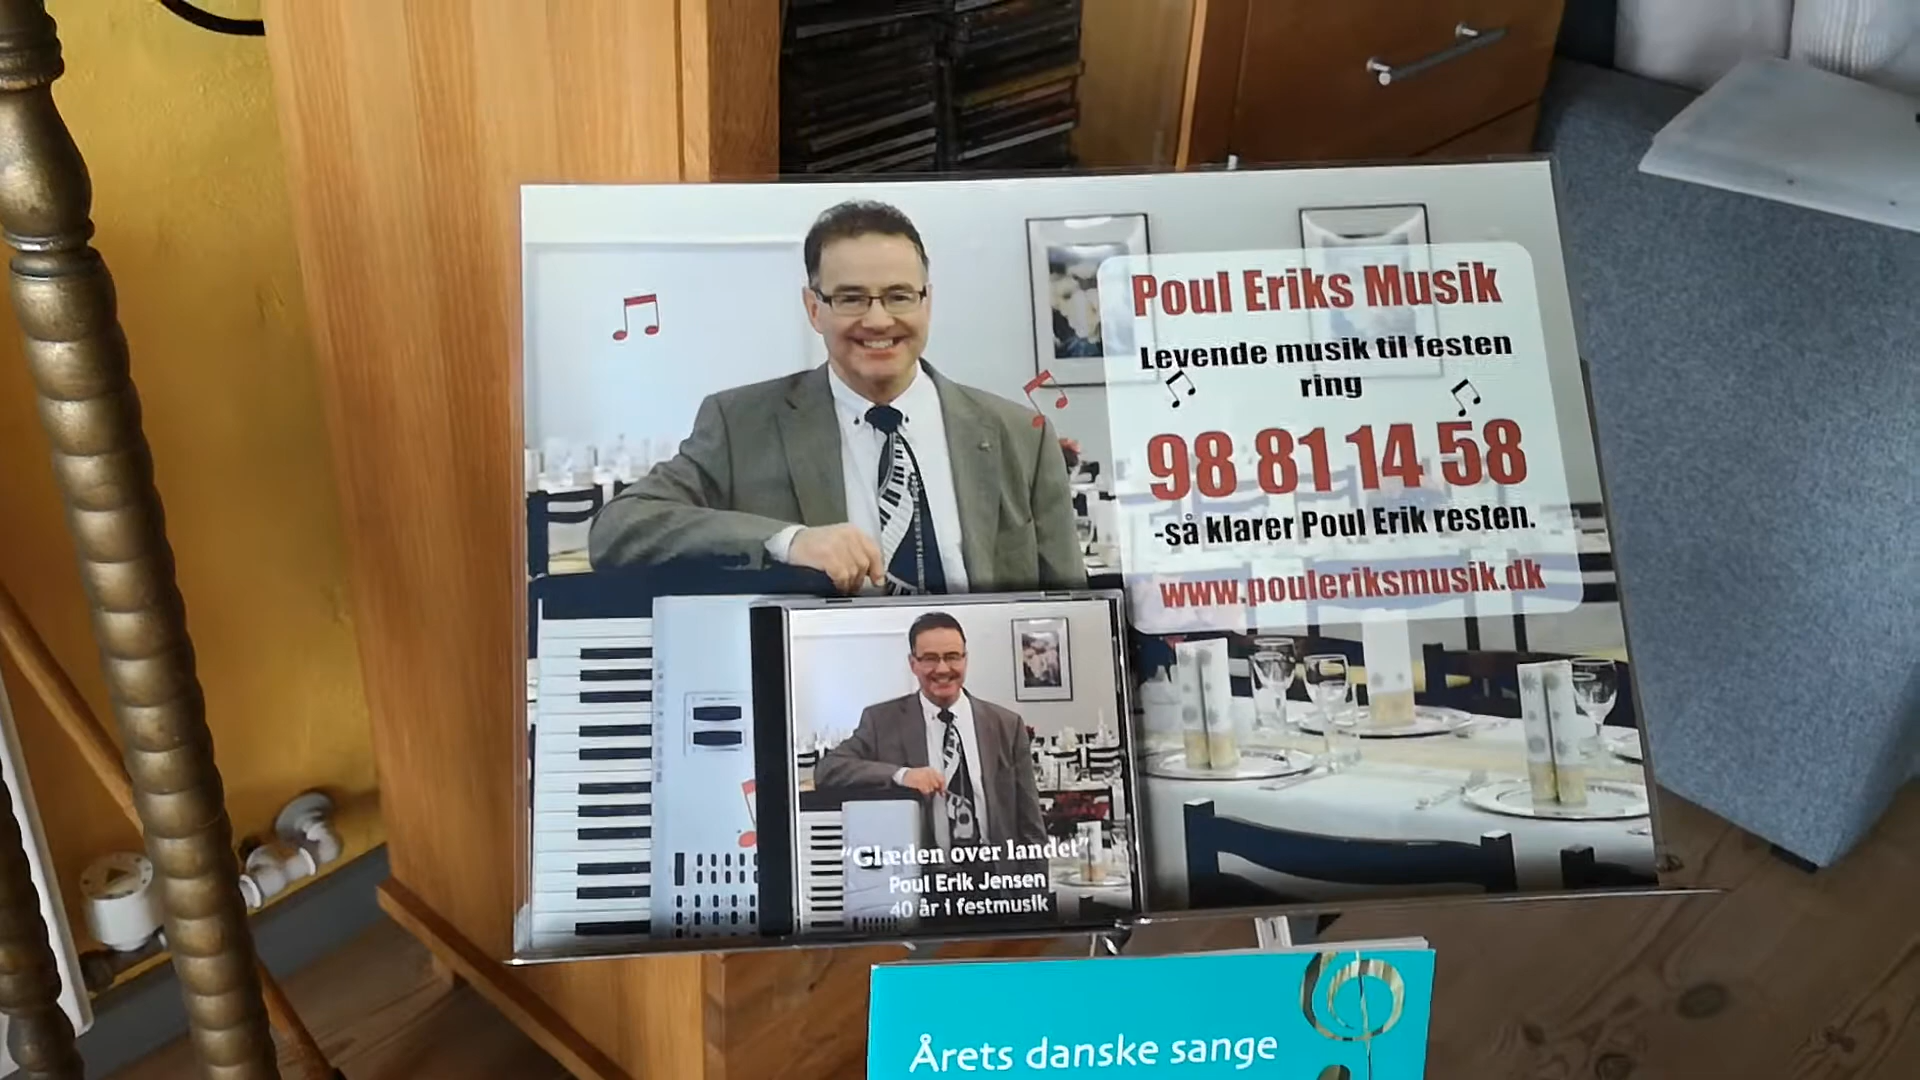 Poul Eriks Musik
Levende musik til festen
ring
98 81 14 58
-så klarer Poul Erik resten.
www.pouleriksmusik.dk
"Glæden over landet"
Poul Erik Jensen
40 år i festmusik
Årets danske sange